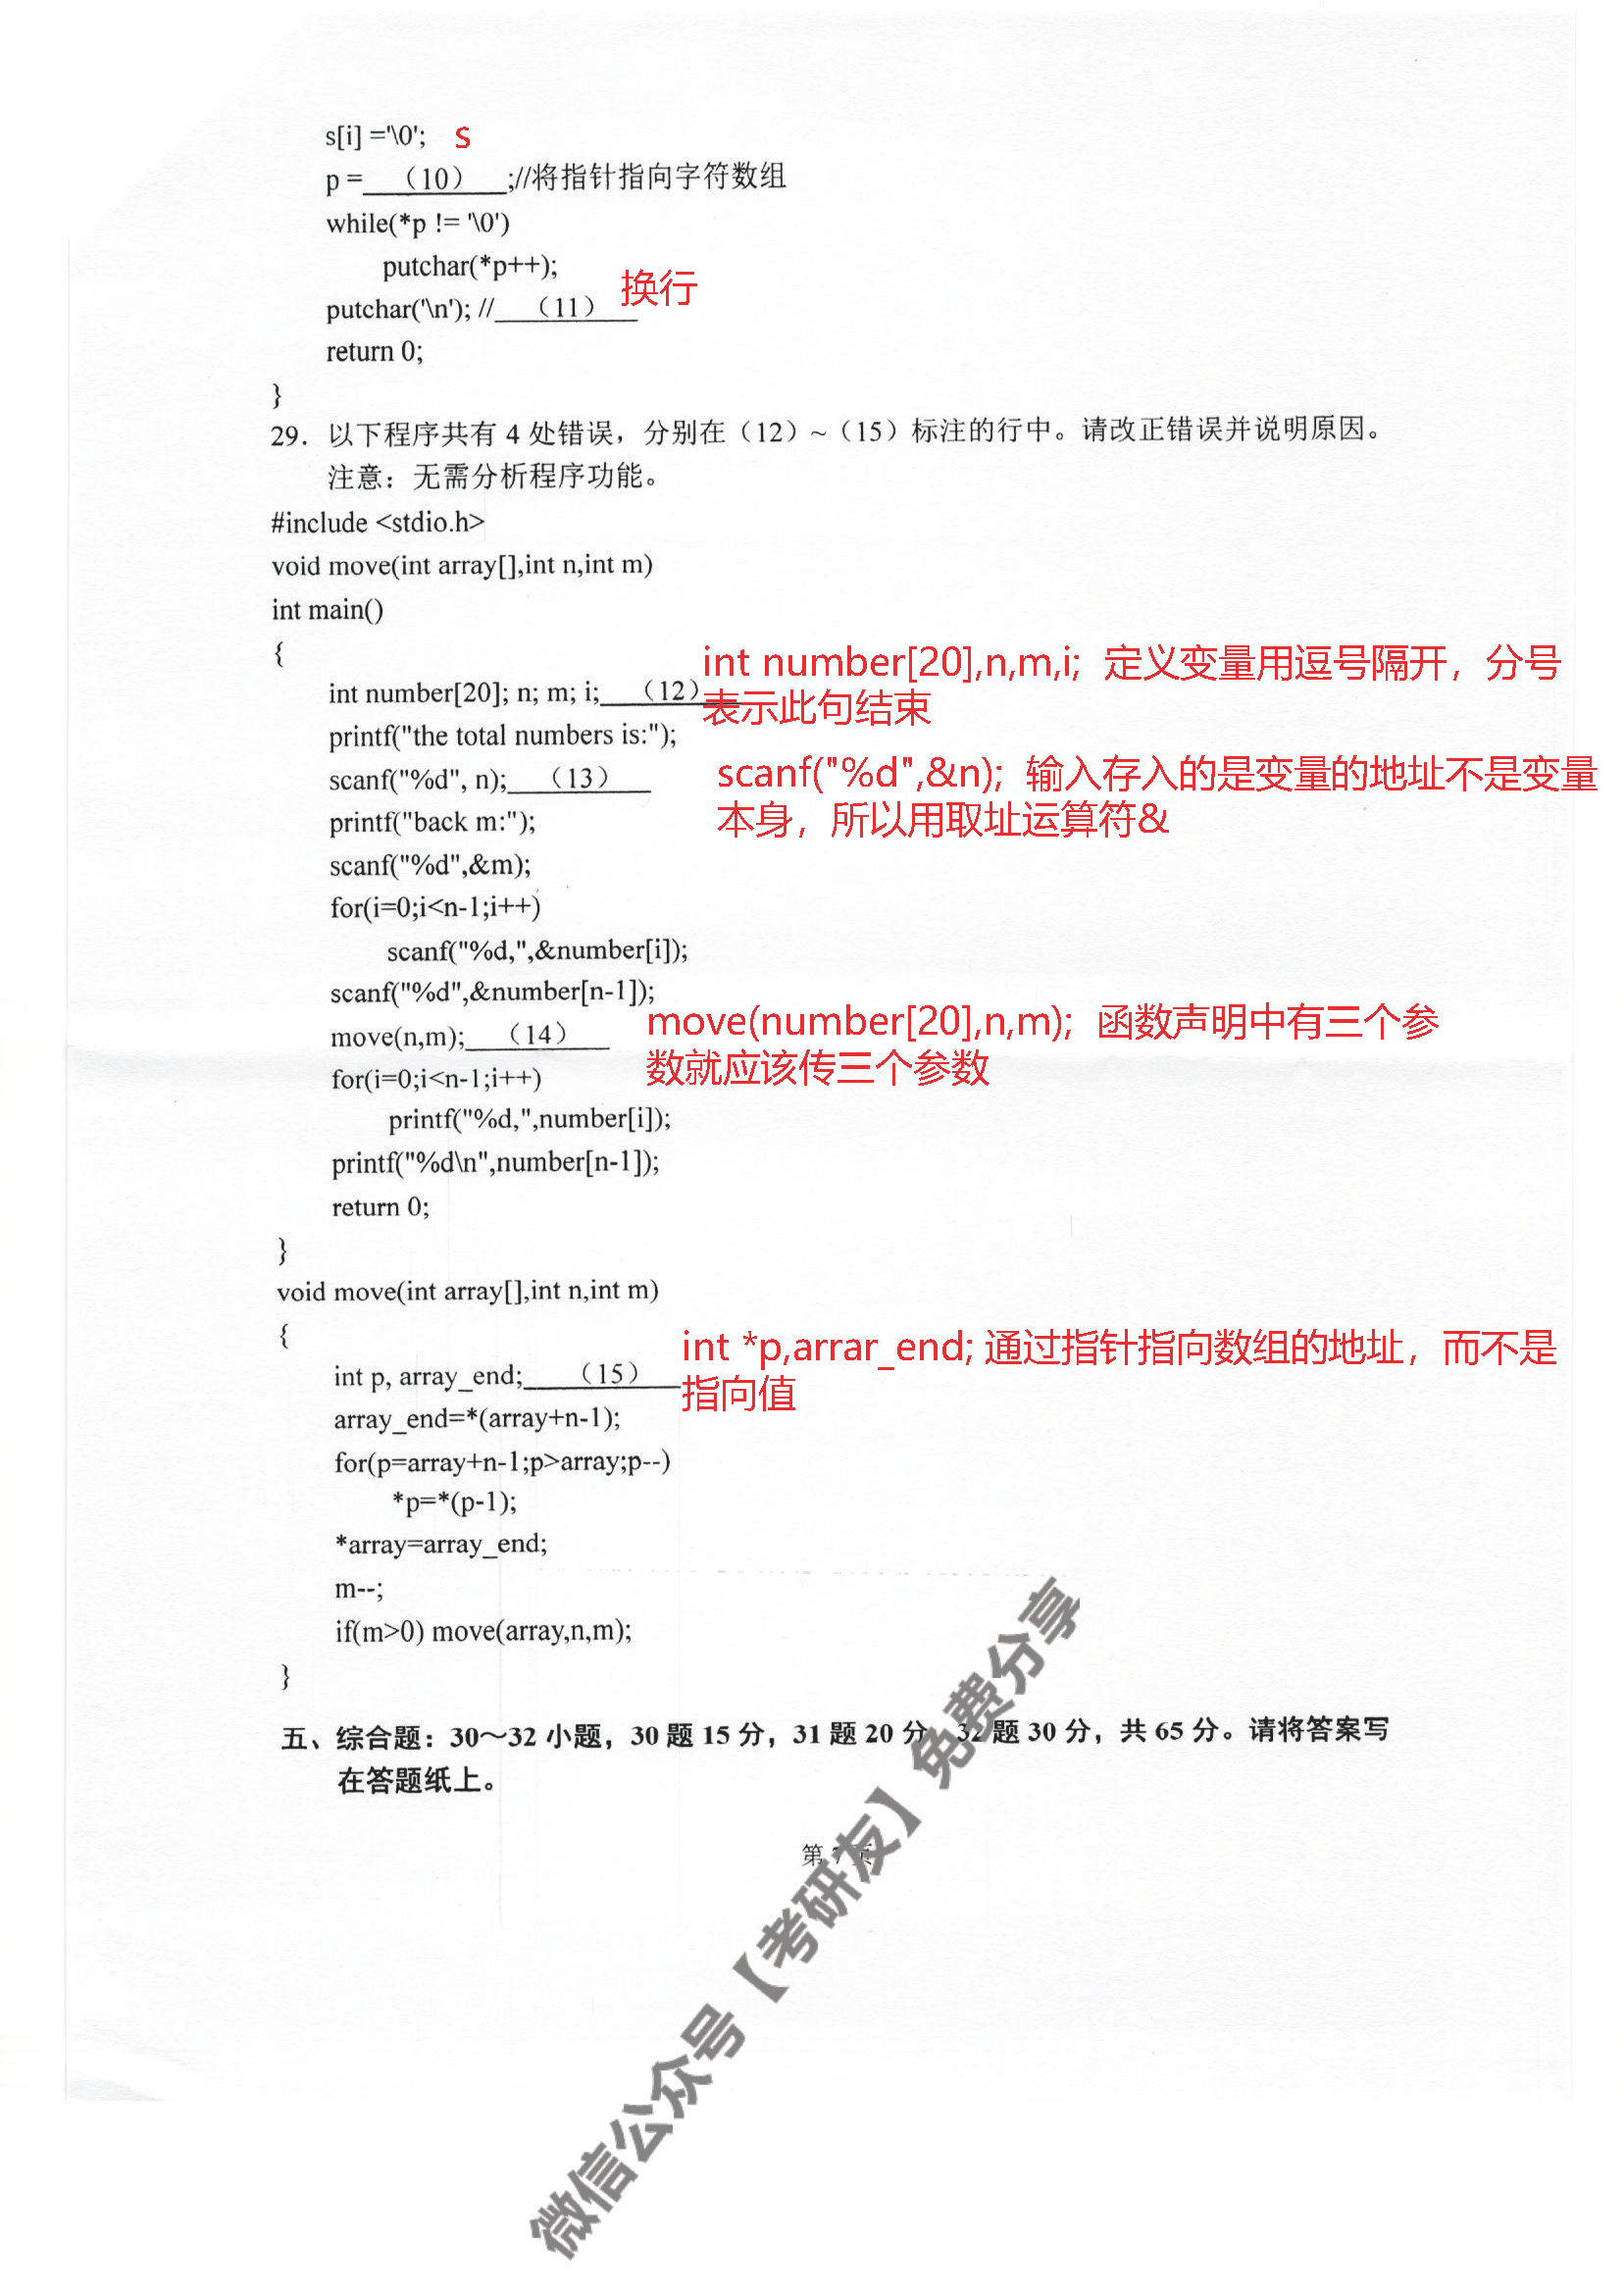 s[i] ='\0'; s
p = （10） ;//将指针指向字符数组
while(*p != '\0')
putchar(*p++);
putchar('\n'); // （11） 换行
return 0;
}
29. 以下程序共有 4 处错误，分别在（12）~（15）标注的行中。请改正错误并说明原因。
注意：无需分析程序功能。
#include <stdio.h>
void move(int array[],int n,int m)
int main()
{
int number[20]; n; m; i; （12） int number[20],n,m,i; 定义变量用逗号隔开，分号
表示此句结束
printf("the total numbers is:");
scanf("%d", n); （13） scanf("%d",&n); 输入存入的是变量的地址不是变量
本身，所以用取址运算符&
printf("back m:");
scanf("%d",&m);
for(i=0;i<n-1;i++)
scanf("%d,",&number[i]);
scanf("%d",&number[n-1]);
move(n,m); （14） move(number[20],n,m); 函数声明中有三个参
数就应该传三个参数
for(i=0;i<n-1;i++)
printf("%d,",number[i]);
printf("%d\n",number[n-1]);
return 0;
}
void move(int array[],int n,int m)
{
int p, array_end; （15） int *p,arrar_end; 通过指针指向数组的地址，而不是
指向值
array_end=*(array+n-1);
for(p=array+n-1;p>array;p--)
*p=*(p-1);
*array=array_end;
m--;
if(m>0) move(array,n,m);
}
五、综合题：30～32 小题，30 题 15 分，31 题 20 分，32 题 30 分，共 65 分。请将答案写
在答题纸上。
第 7 页
微信公众号【考研友】免费分享